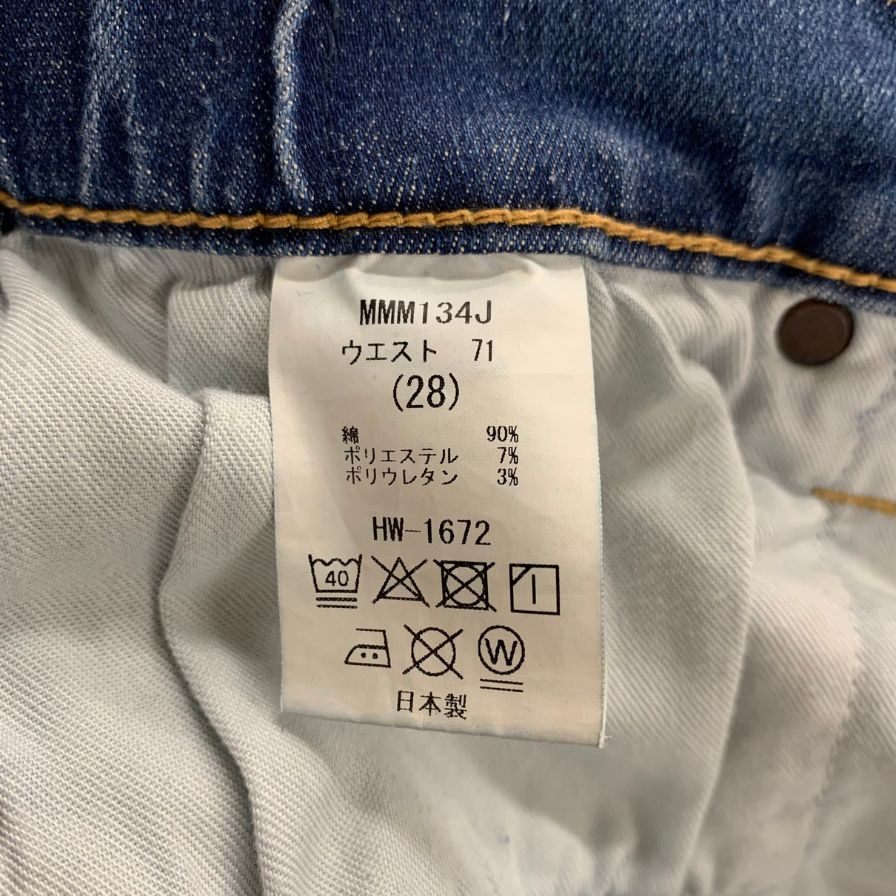 MMM134J
ウエスト 71
(28)
綿 90%
ポリエステル 7%
ポリウレタン 3%
HW-1672
40
W
日本製